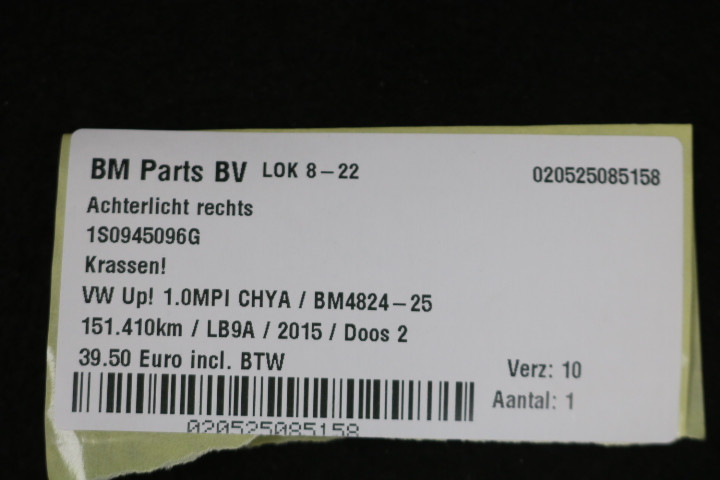 BM Parts BV LOK 8-22 020525085158
Achterlicht rechts
1S0945096G
Krassen!
VW Up! 1.0MPI CHYA / BM4824-25
151.410km / LB9A / 2015 / Doos 2
39.50 Euro incl. BTW
Verz: 10
Aantal: 1
020525085158